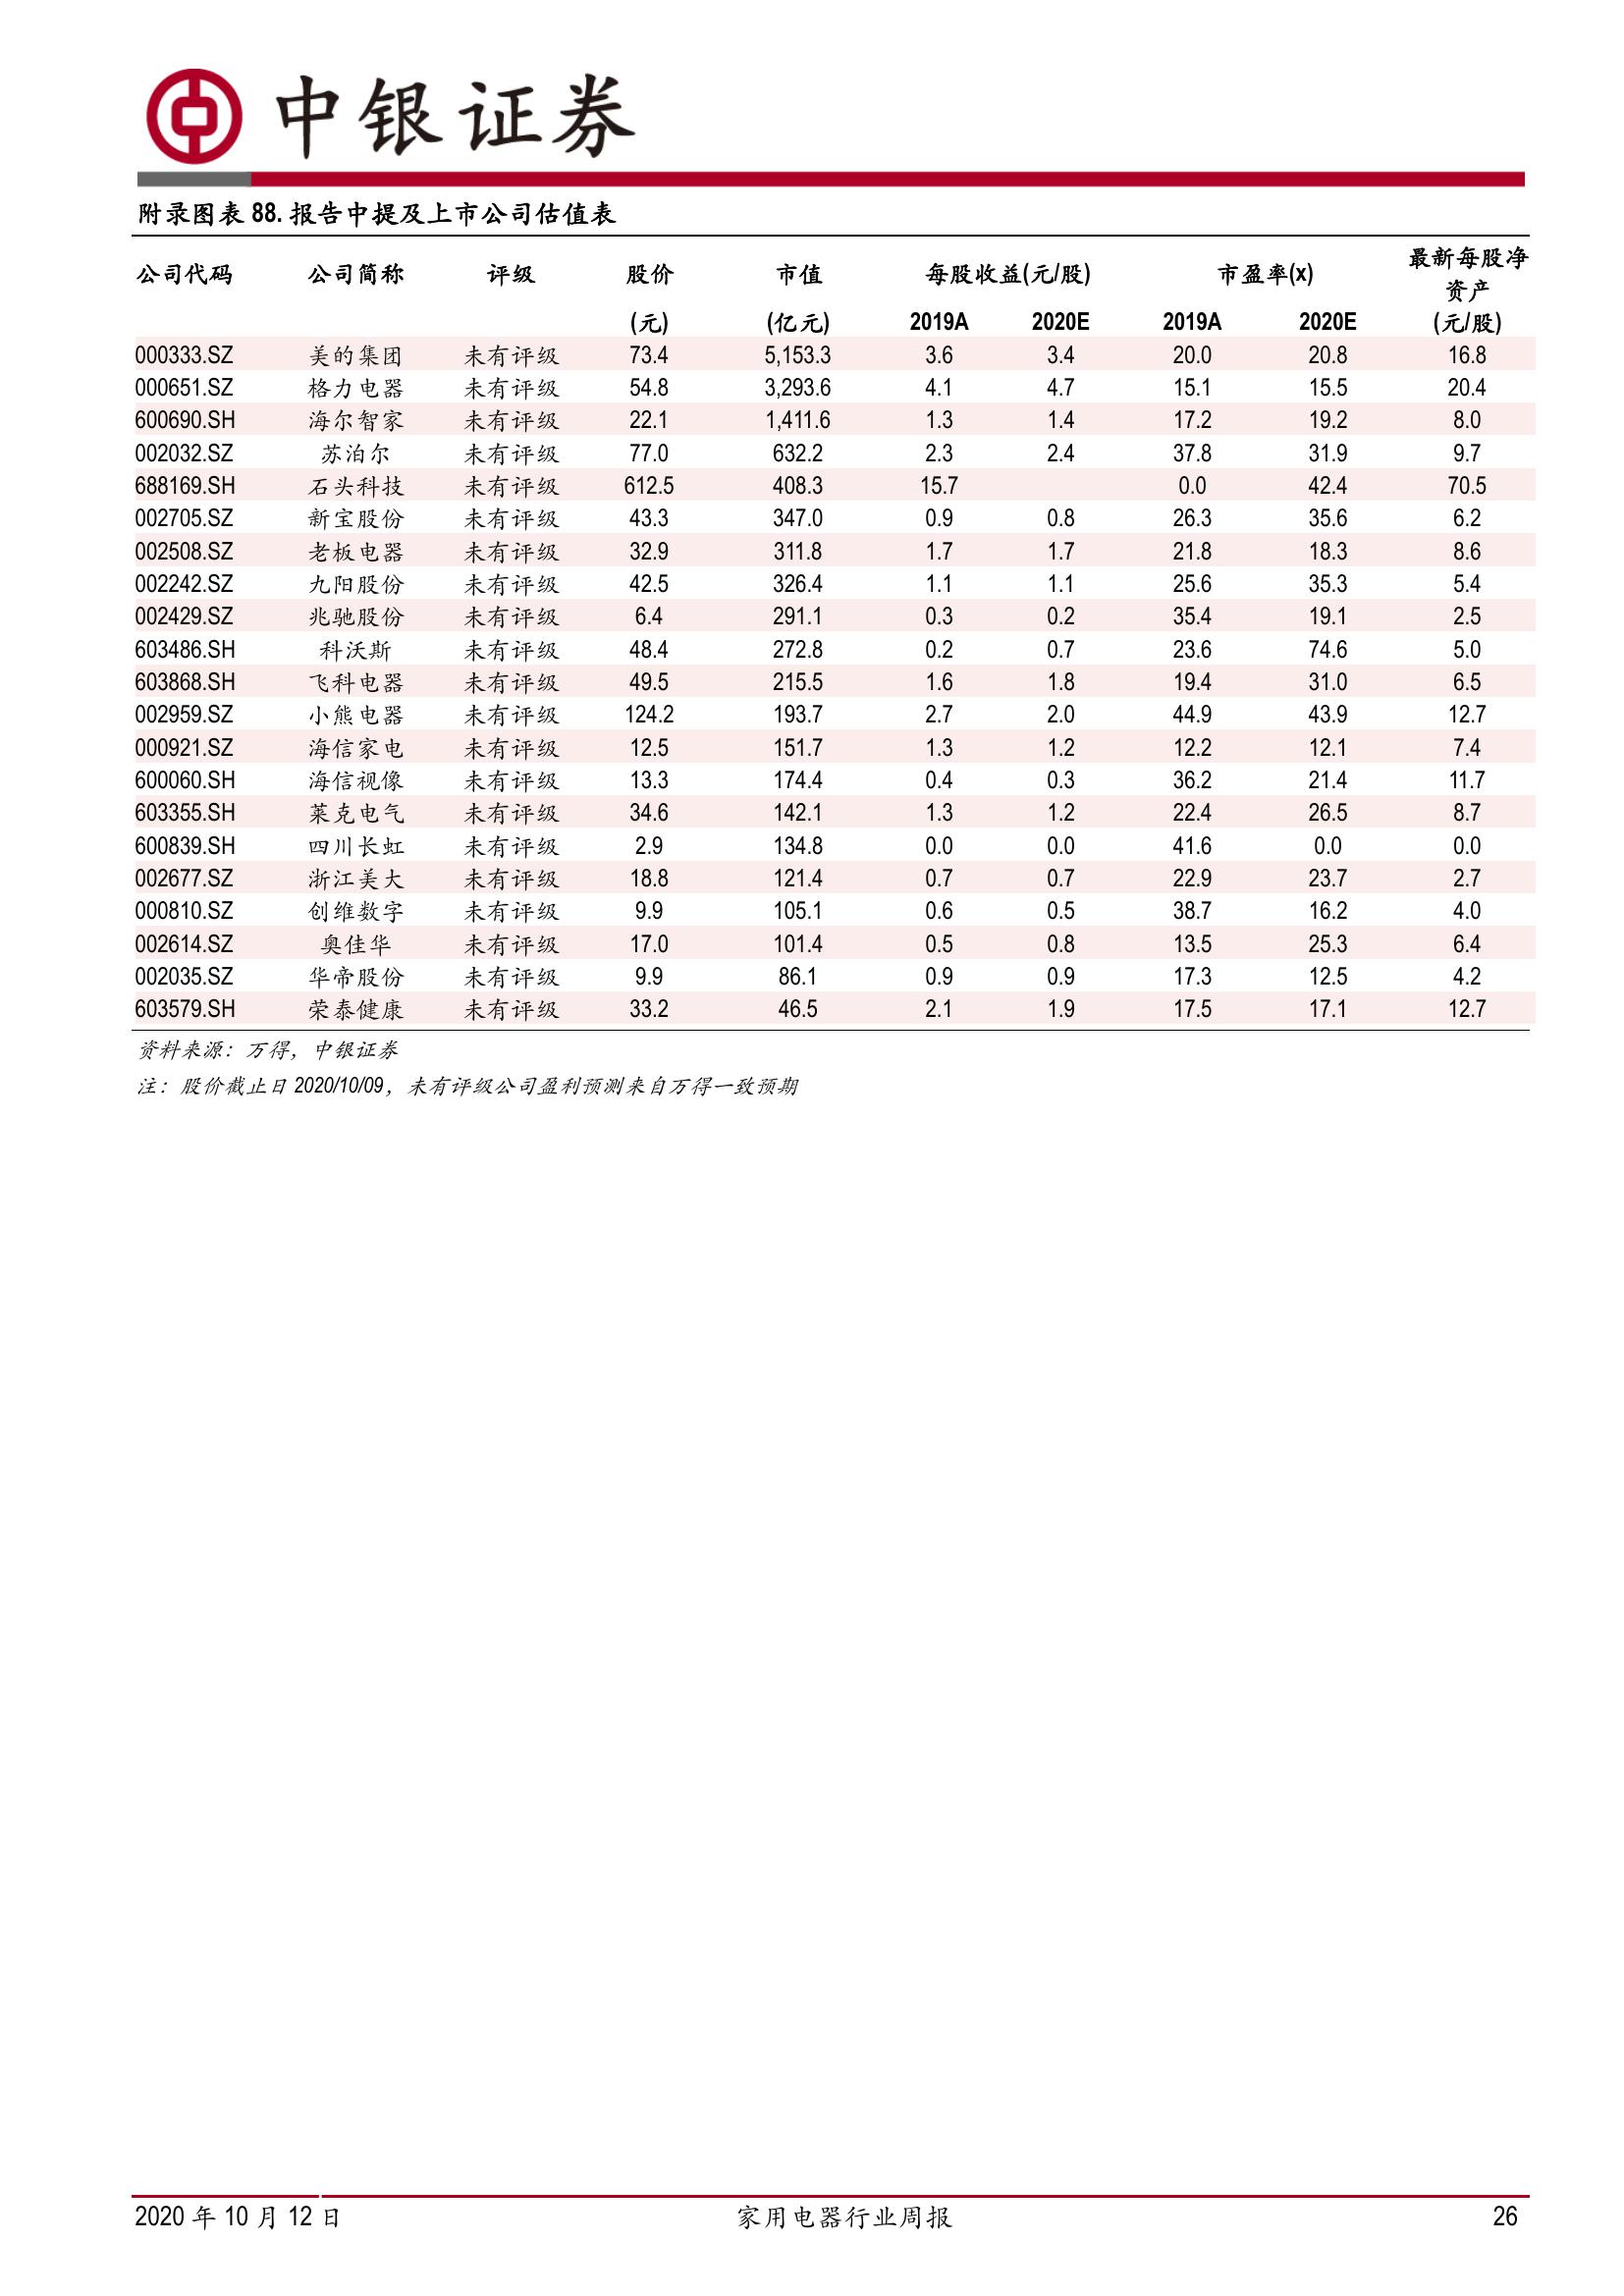 中银证券
附录图表 88. 报告中提及上市公司估值表
公司代码 公司简称 评级 股价 市值 每股收益(元/股) 市盈率(x) 最新每股净资产
(元) (亿元) 2019A 2020E 2019A 2020E (元/股)
000333.SZ 美的集团 未有评级 73.4 5,153.3 3.6 3.4 20.0 20.8 16.8
000651.SZ 格力电器 未有评级 54.8 3,293.6 4.1 4.7 15.1 15.5 20.4
600690.SH 海尔智家 未有评级 22.1 1,411.6 1.3 1.4 17.2 19.2 8.0
002032.SZ 苏泊尔 未有评级 77.0 632.2 2.3 2.4 37.8 31.9 9.7
688169.SH 石头科技 未有评级 612.5 408.3 15.7 0.0 42.4 70.5
002705.SZ 新宝股份 未有评级 43.3 347.0 0.9 0.8 26.3 35.6 6.2
002508.SZ 老板电器 未有评级 32.9 311.8 1.7 1.7 21.8 18.3 8.6
002242.SZ 九阳股份 未有评级 42.5 326.4 1.1 1.1 25.6 35.3 5.4
002429.SZ 兆驰股份 未有评级 6.4 291.1 0.3 0.2 35.4 19.1 2.5
603486.SH 科沃斯 未有评级 48.4 272.8 0.2 0.7 23.6 74.6 5.0
603868.SH 飞科电器 未有评级 49.5 215.5 1.6 1.8 19.4 31.0 6.5
002959.SZ 小熊电器 未有评级 124.2 193.7 2.7 2.0 44.9 43.9 12.7
000921.SZ 海信家电 未有评级 12.5 151.7 1.3 1.2 12.2 12.1 7.4
600060.SH 海信视像 未有评级 13.3 174.4 0.4 0.3 36.2 21.4 11.7
603355.SH 莱克电气 未有评级 34.6 142.1 1.3 1.2 22.4 26.5 8.7
600839.SH 四川长虹 未有评级 2.9 134.8 0.0 0.0 41.6 0.0 0.0
002677.SZ 浙江美大 未有评级 18.8 121.4 0.7 0.7 22.9 23.7 2.7
000810.SZ 创维数字 未有评级 9.9 105.1 0.6 0.5 38.7 16.2 4.0
002614.SZ 奥佳华 未有评级 17.0 101.4 0.5 0.8 13.5 25.3 6.4
002035.SZ 华帝股份 未有评级 9.9 86.1 0.9 0.9 17.3 12.5 4.2
603579.SH 荣泰健康 未有评级 33.2 46.5 2.1 1.9 17.5 17.1 12.7
资料来源：万得，中银证券
注：股价截止日 2020/10/09，未有评级公司盈利预测来自万得一致预期
2020 年 10 月 12 日 家用电器行业周报 26